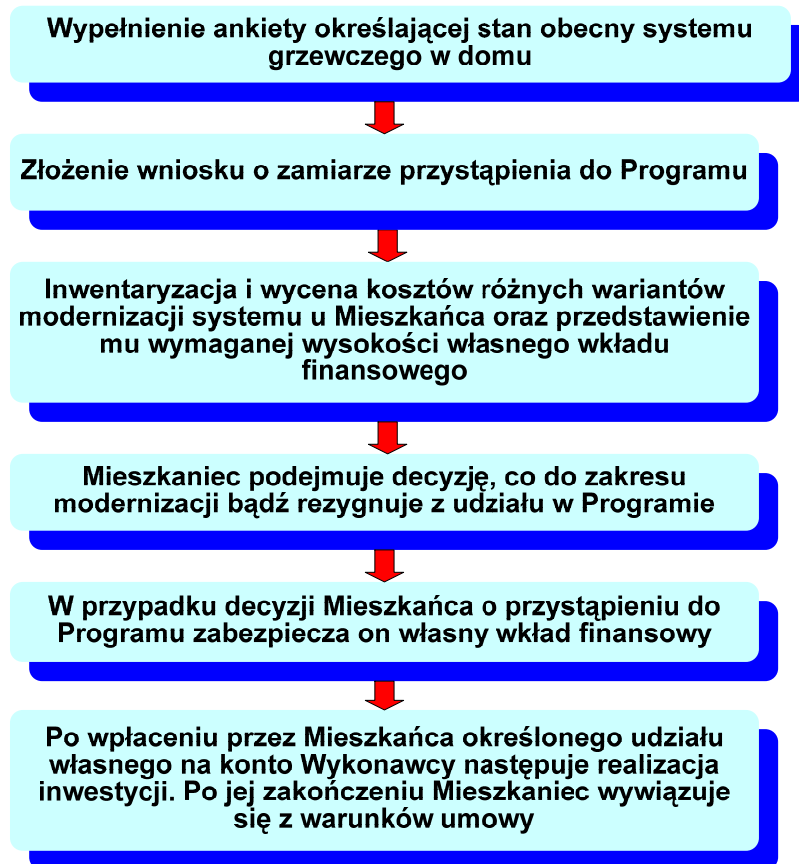 Wypełnienie ankiety określającej stan obecny systemu
grzewczego w domu
Złożenie wniosku o zamiarze przystąpienia do Programu
Inwentaryzacja i wycena kosztów różnych wariantów
modernizacji systemu u Mieszkańca oraz przedstawienie
mu wymaganej wysokości własnego wkładu
finansowego
Mieszkaniec podejmuje decyzję, co do zakresu
modernizacji bądź rezygnuje z udziału w Programie
W przypadku decyzji Mieszkańca o przystąpieniu do
Programu zabezpiecza on własny wkład finansowy
Po wpłaceniu przez Mieszkańca określonego udziału
własnego na konto Wykonawcy następuje realizacja
inwestycji. Po jej zakończeniu Mieszkaniec wywiązuje
się z warunków umowy